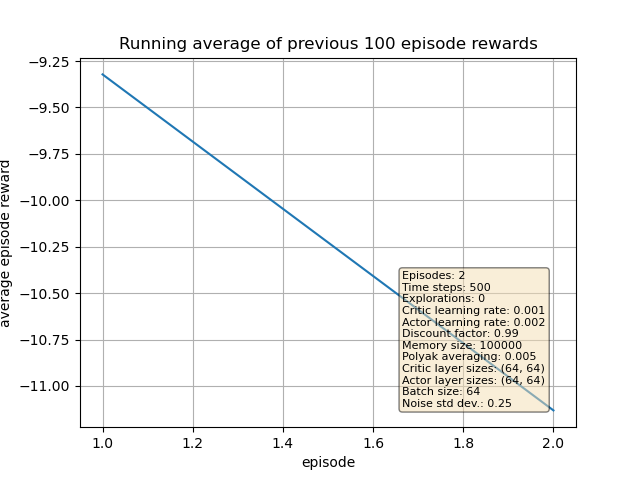 Running average of previous 100 episode rewards
average episode reward
−9.25
−9.50
−9.75
−10.00
−10.25
−10.50
−10.75
−11.00
Episodes: 2
Time steps: 500
Explorations: 0
Critic learning rate: 0.001
Actor learning rate: 0.002
Discount factor: 0.99
Memory size: 100000
Polyak averaging: 0.005
Critic layer sizes: (64, 64)
Actor layer sizes: (64, 64)
Batch size: 64
Noise std dev.: 0.25
1.0 1.2 1.4 1.6 1.8 2.0
episode